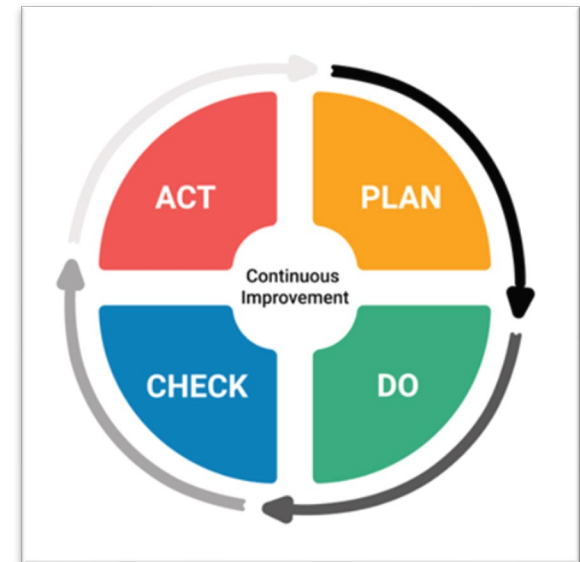 ACT
PLAN
Continuous
Improvement
CHECK
DO